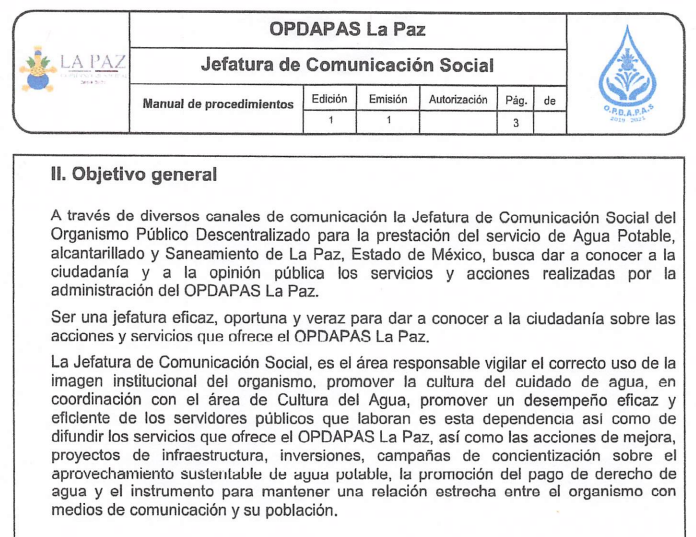 OPDAPAS La Paz
LA PAZ
Jefatura de Comunicación Social
Manual de procedimientos
Edición Emisión Autorización Pág. de
1 1 3
O.P.D.A.P.A.S
2019 2021
II. Objetivo general
A través de diversos canales de comunicación la Jefatura de Comunicación Social del
Organismo Público Descentralizado para la prestación del servicio de Agua Potable,
alcantarillado y Saneamiento de La Paz, Estado de México, busca dar a conocer a la
ciudadanía y a la opinión pública los servicios y acciones realizadas por la
administración del OPDAPAS La Paz.
Ser una jefatura eficaz, oportuna y veraz para dar a conocer a la ciudadanía sobre las
acciones y servicios que ofrece el OPDAPAS La Paz.
La Jefatura de Comunicación Social, es el área responsable vigilar el correcto uso de la
imagen institucional del organismo, promover la cultura del cuidado de agua, en
coordinación con el área de Cultura del Agua, promover un desempeño eficaz y
eficiente de los servidores públicos que laboran es esta dependencia asi como de
difundir los servicios que ofrece el OPDAPAS La Paz, así como las acciones de mejora,
proyectos de infraestructura, inversiones, campañas de concientización sobre el
aprovechamiento sustentable de agua potable, la promoción del pago de derecho de
agua y el instrumento para mantener una relación estrecha entre el organismo con
medios de comunicación y su población.